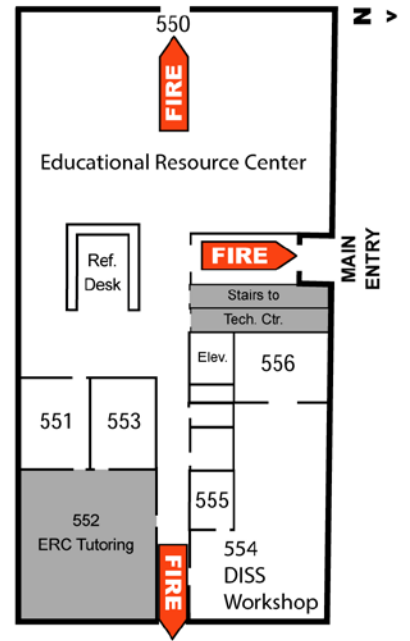 N >
550
FIRE
Educational Resource Center
FIRE
MAIN
ENTRY
Ref.
Desk
Stairs to
Tech. Ctr.
Elev.
556
551
553
555
552
ERC Tutoring
554
DISS
Workshop
FIRE